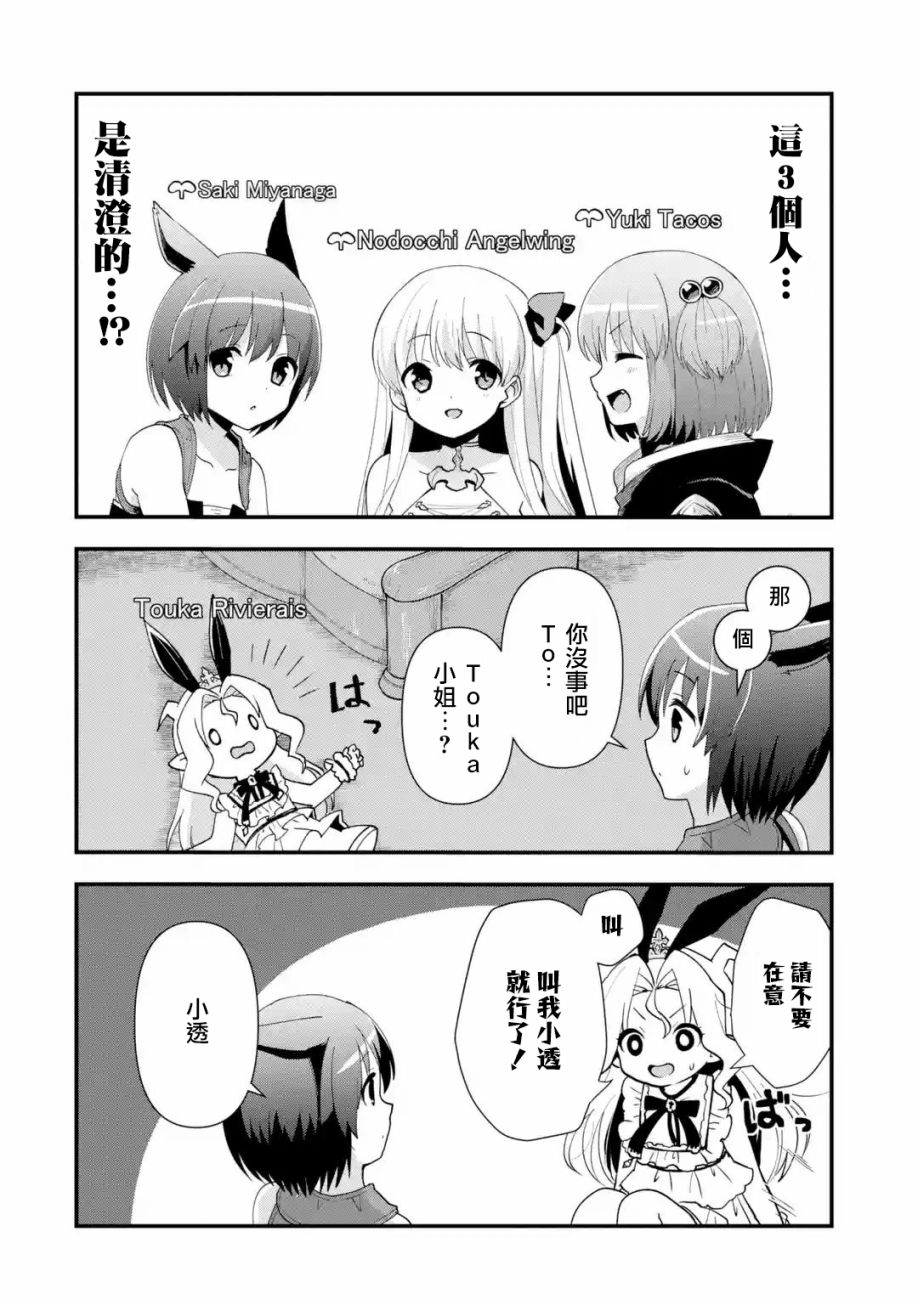 這3個人…
Yuki Tacos
Nodocchi Angelwing
Saki Miyanaga
是清澄的…!?
那
個
你沒事吧
To…
Touka
小姐…?
はっ
Touka Rivierais
請不要
在意
叫
叫我小透
就行了!
ばっ
小透